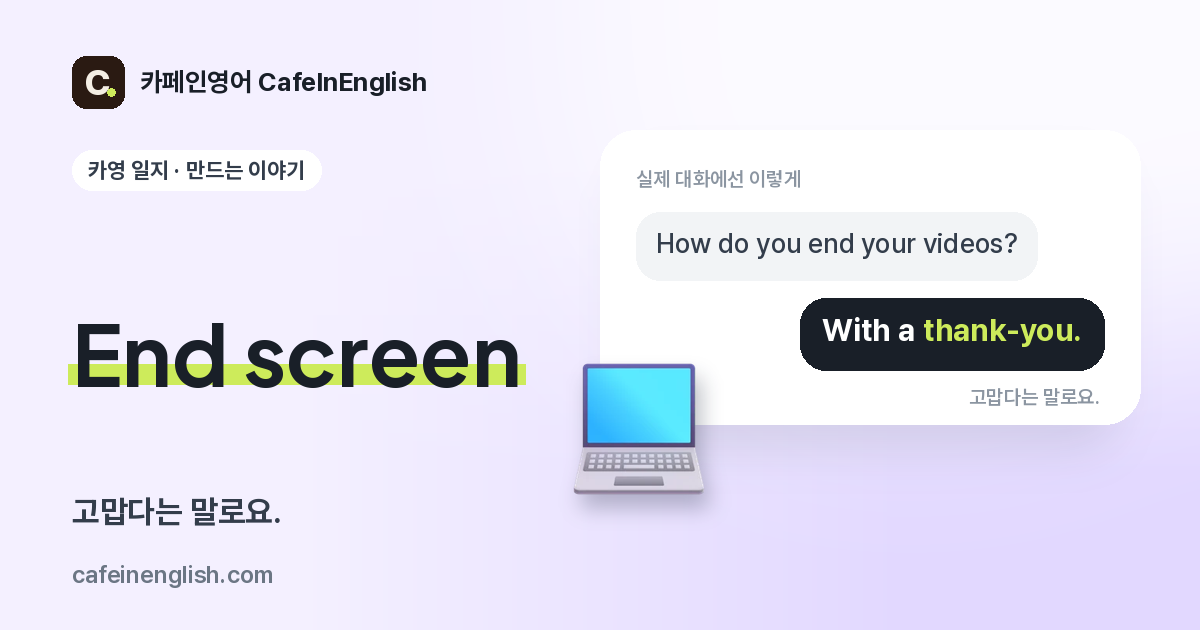 C
카페인영어 CafeInEnglish
카영 일지 · 만드는 이야기
End screen
고맙다는 말로요.
cafeinenglish.com
실제 대화에선 이렇게
How do you end your videos?
With a thank-you.
고맙다는 말로요.